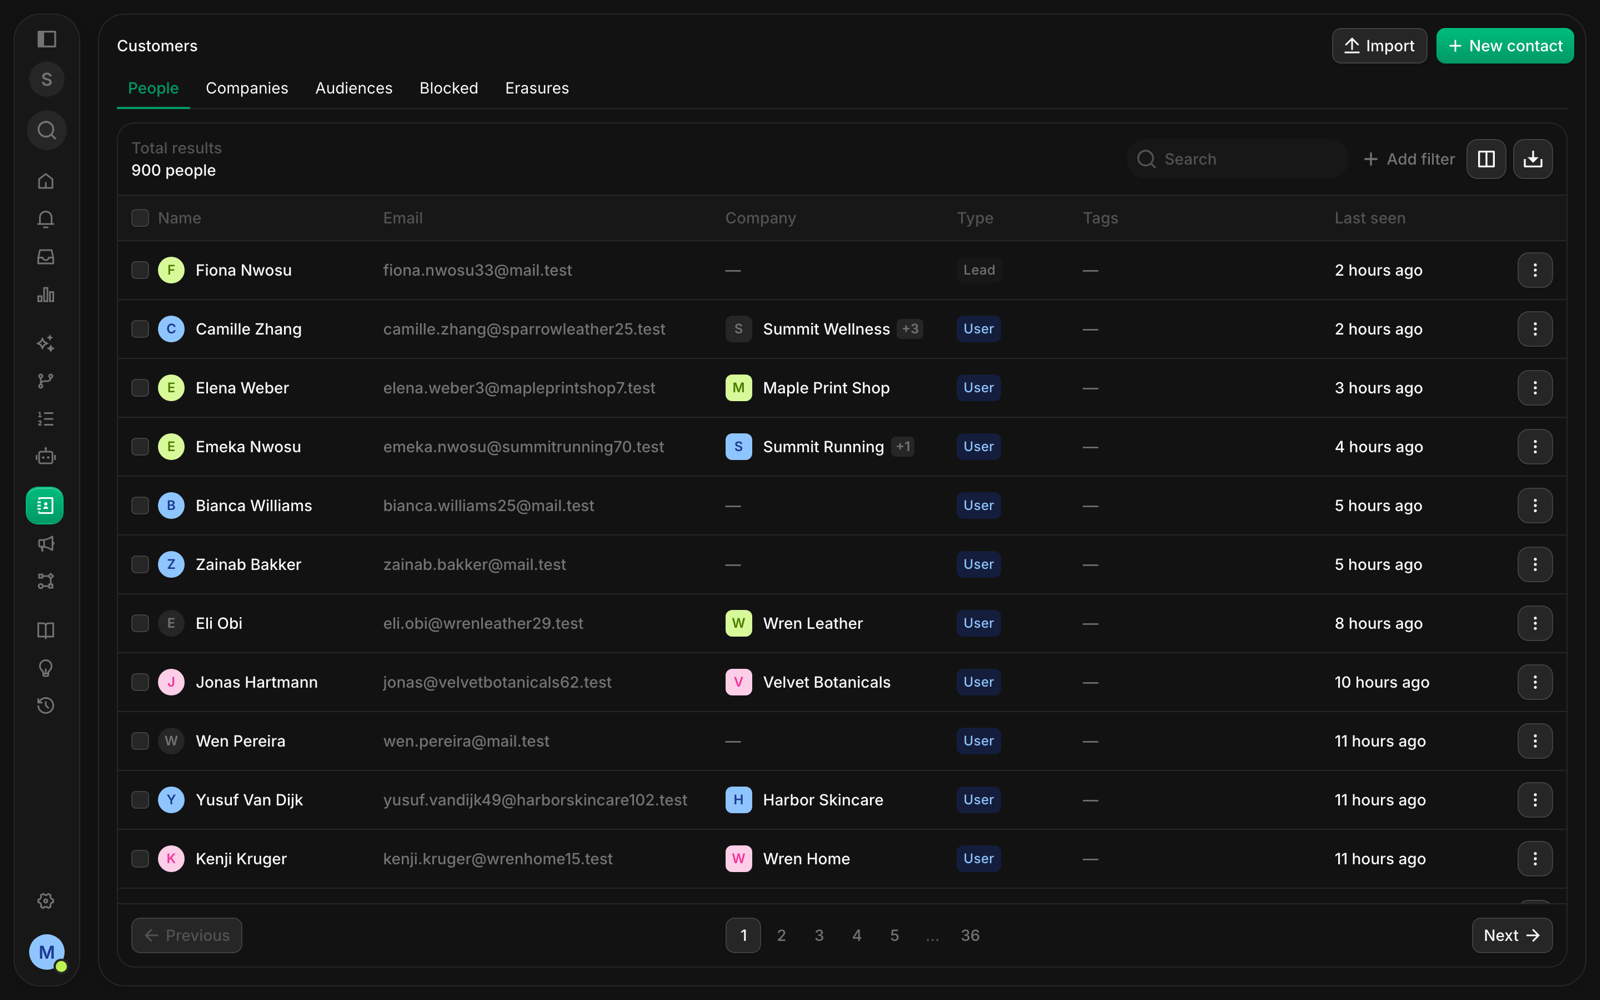 S
Customers
Import
New contact
People Companies Audiences Blocked Erasures
Total results
900 people
Search
Add filter
Name Email Company Type Tags Last seen
F Fiona Nwosu fiona.nwosu33@mail.test — Lead — 2 hours ago
C Camille Zhang camille.zhang@sparrowleather25.test S Summit Wellness +3 User — 2 hours ago
E Elena Weber elena.weber3@mapleprintshop7.test M Maple Print Shop User — 3 hours ago
E Emeka Nwosu emeka.nwosu@summitrunning70.test S Summit Running +1 User — 4 hours ago
B Bianca Williams bianca.williams25@mail.test — User — 5 hours ago
Z Zainab Bakker zainab.bakker@mail.test — User — 5 hours ago
E Eli Obi eli.obi@wrenleather29.test W Wren Leather User — 8 hours ago
J Jonas Hartmann jonas@velvetbotanicals62.test V Velvet Botanicals User — 10 hours ago
W Wen Pereira wen.pereira@mail.test — User — 11 hours ago
Y Yusuf Van Dijk yusuf.vandijk49@harborskincare102.test H Harbor Skincare User — 11 hours ago
K Kenji Kruger kenji.kruger@wrenhome15.test W Wren Home User — 11 hours ago
Previous 1 2 3 4 5 ... 36 Next
M